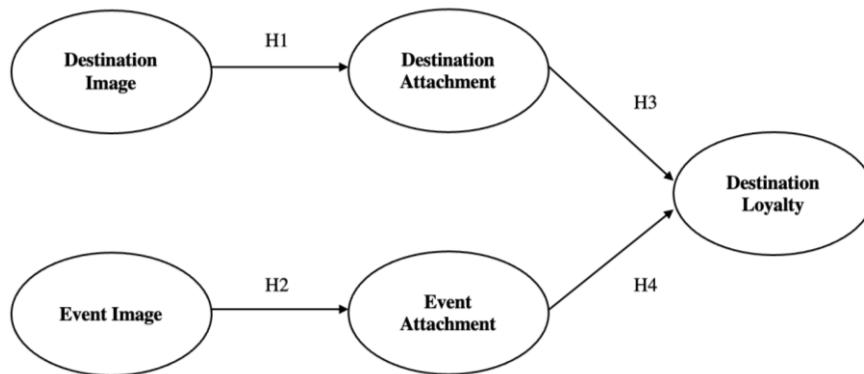 H1
Destination
Image
Destination
Attachment
H3
Destination
Loyalty
H2
H4
Event Image
Event
Attachment